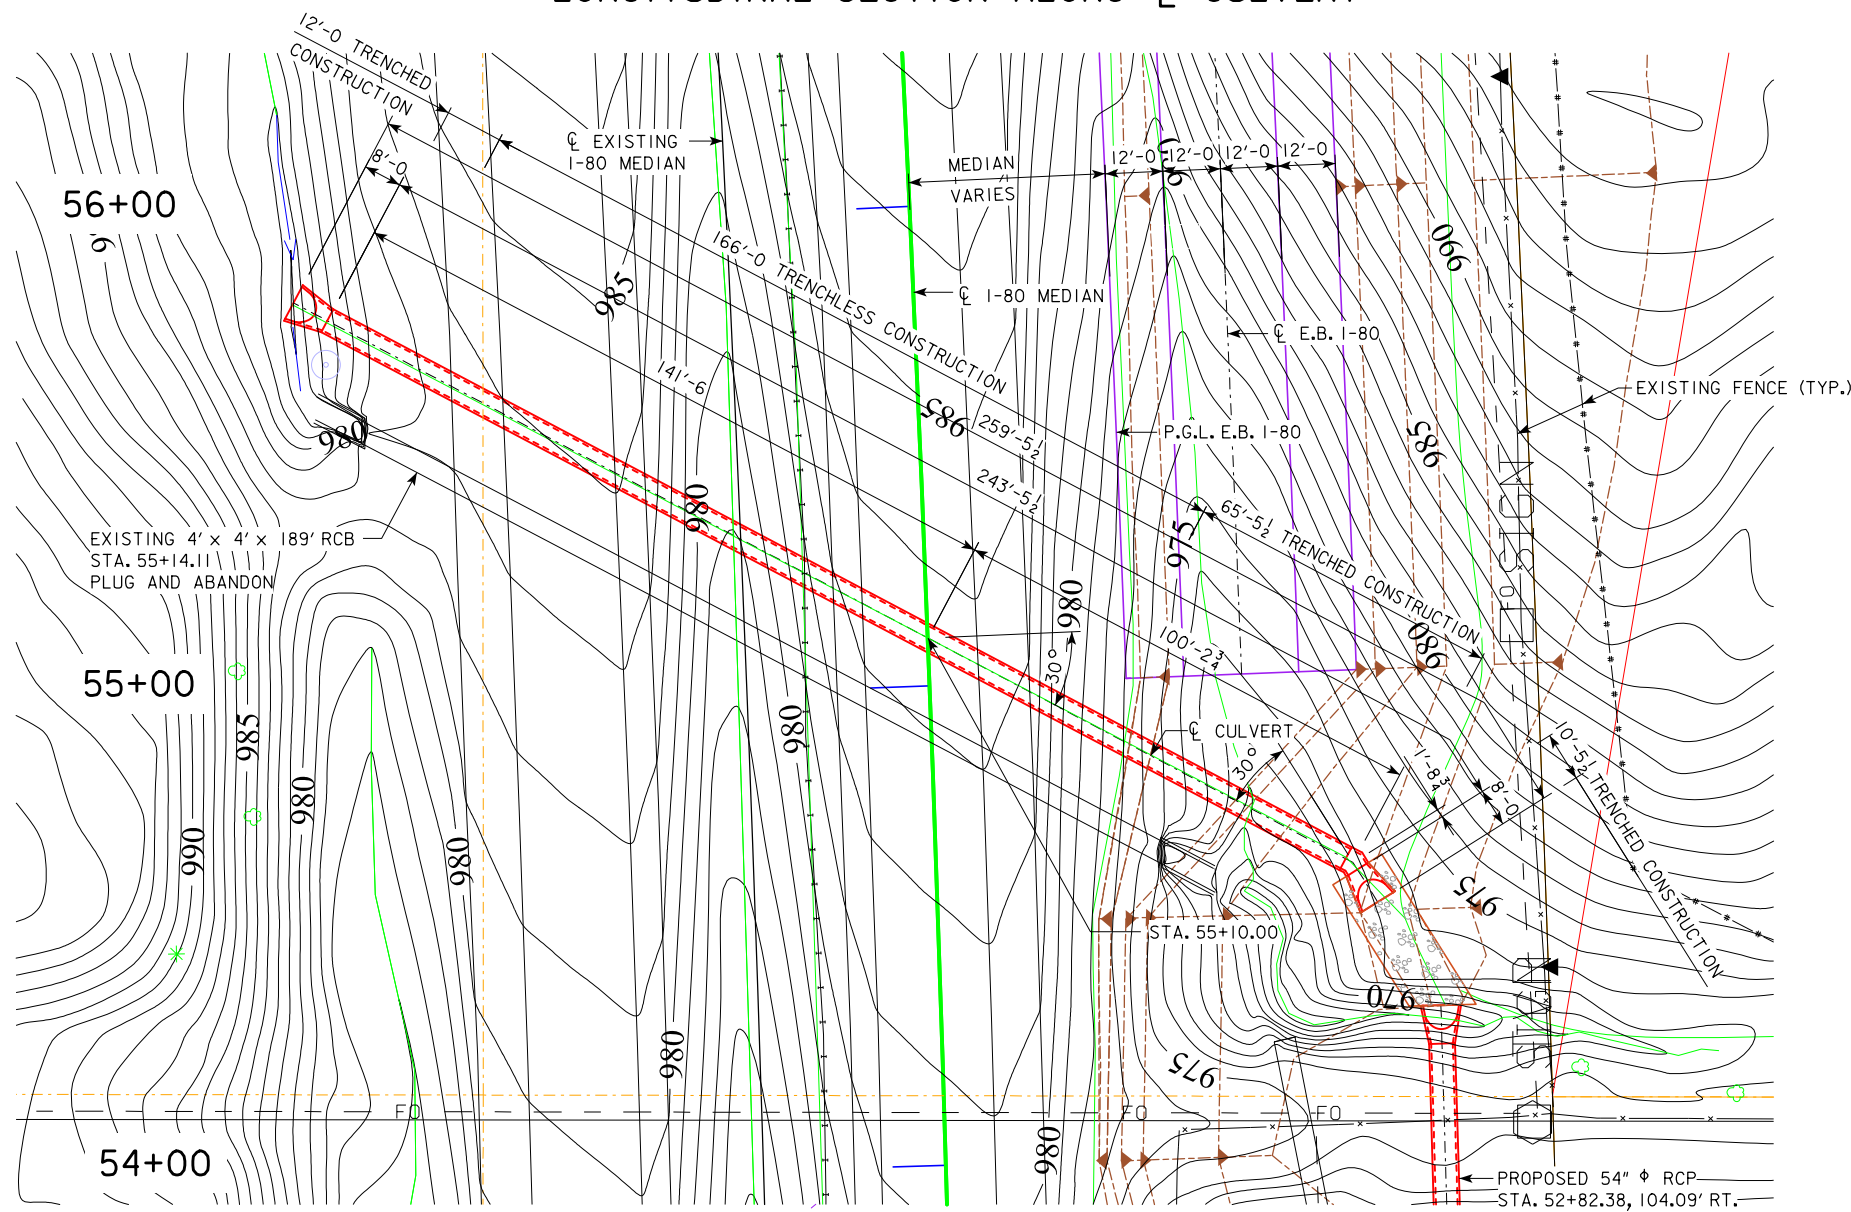 12'-0 TRENCHED
CONSTRUCTION
8'-0
℄ EXISTING
I-80 MEDIAN
MEDIAN
VARIES
12'-0
12'-0
12'-0
12'-0
56+00
985
166'-0 TRENCHLESS CONSTRUCTION
℄ I-80 MEDIAN
℄ E.B. I-80
990
141'-6
985
259'-5½
243'-5½
P.G.L. E.B. I-80
EXISTING FENCE (TYP.)
985
980
980
975
65'-5½ TRENCHED CONSTRUCTION
EXISTING 4' x 4' x 189' RCB
STA. 55+14.11
PLUG AND ABANDON
980
980
100'-2¾
30°
55+00
985
980
℄ CULVERT
30°
1'-8¾
8'-0
10'-5½ TRENCHED CONSTRUCTION
980
990
980
975
STA. 55+10.00
970
980
975
FO
FO
FO
54+00
980
PROPOSED 54" ϕ RCP
STA. 52+82.38, 104.09' RT.